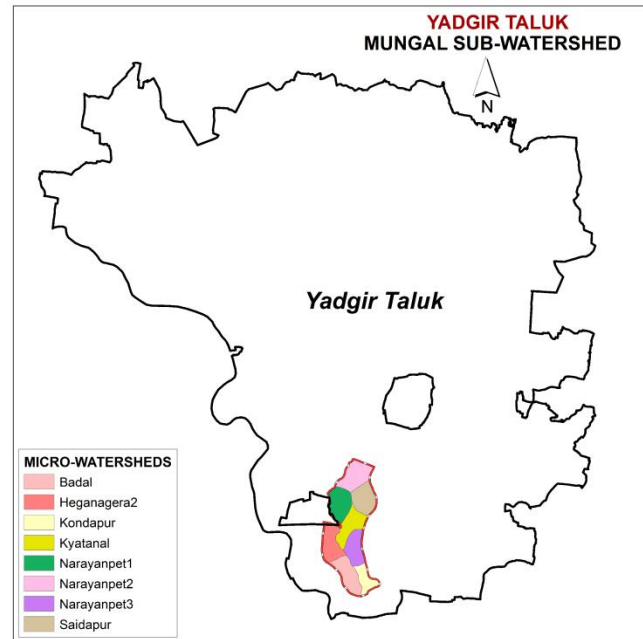 YADGIR TALUK
MUNGAL SUB-WATERSHED
N
Yadgir Taluk
MICRO-WATERSHEDS
Badal
Heganagera2
Kondapur
Kyatanal
Narayanpet1
Narayanpet2
Narayanpet3
Saidapur